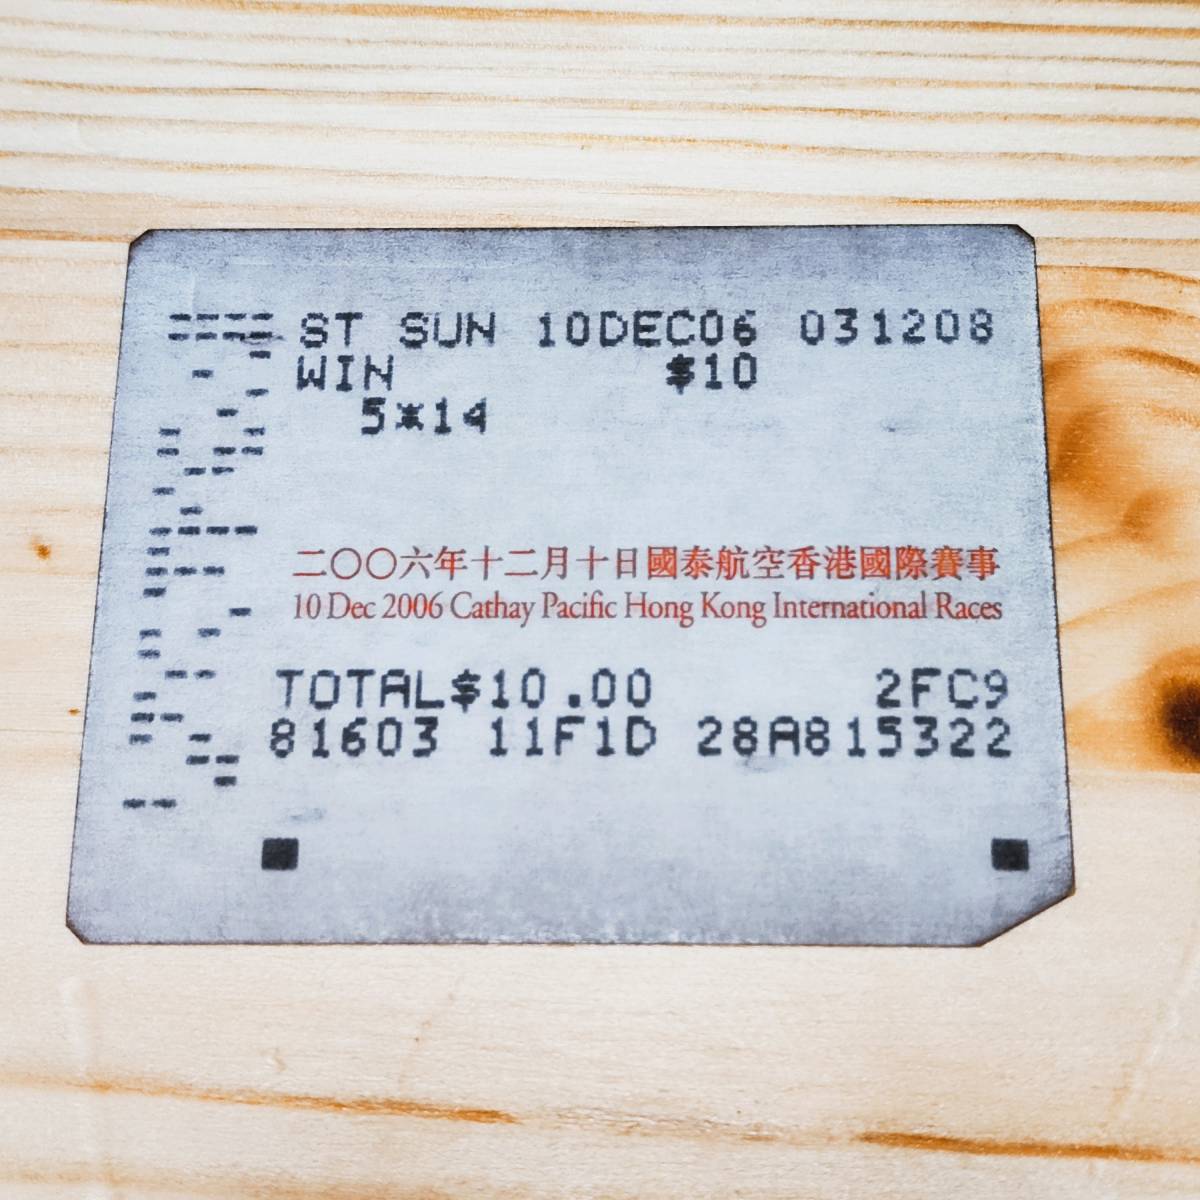 ST SUN 10DEC06 031208
WIN $10
5*14
二〇〇六年十二月十日國泰航空香港國際賽事
10 Dec 2006 Cathay Pacific Hong Kong International Races
TOTAL$10.00 2FC9
81603 11F1D 28A815322